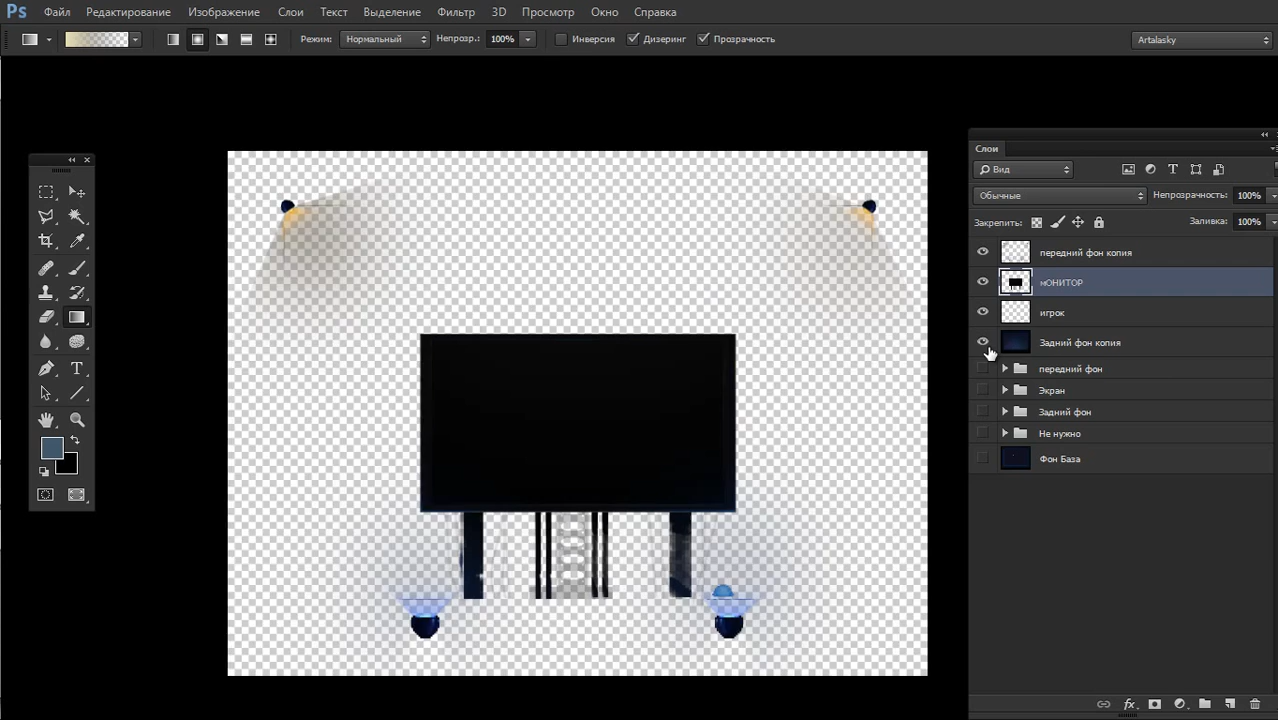 Ps Файл Редактирование Изображение Слои Текст Выделение Фильтр 3D Просмотр Окно Справка
Режим: Нормальный Непрозр.: 100% Инверсия Дизеринг Прозрачность Artalasky
Слои
Вид
Обычные Непрозрачность: 100%
Закрепить: Заливка: 100%
передний фон копия
мОНИТОР
игрок
Задний фон копия
передний фон
Экран
Задний фон
Не нужно
Фон База